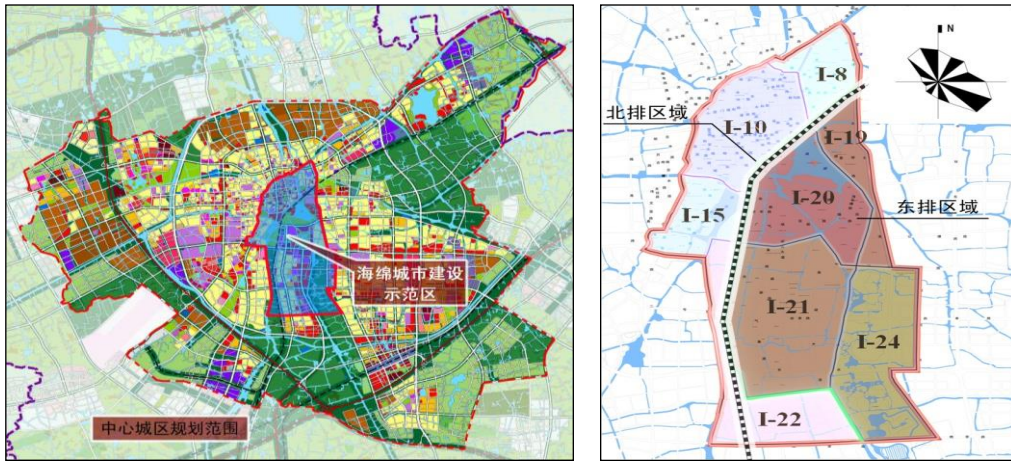 海绵城市建设
示范区
中心城区规划范围
N
I-8
北排区域
I-10
I-19
I-20
I-15
东排区域
I-21
I-24
I-22